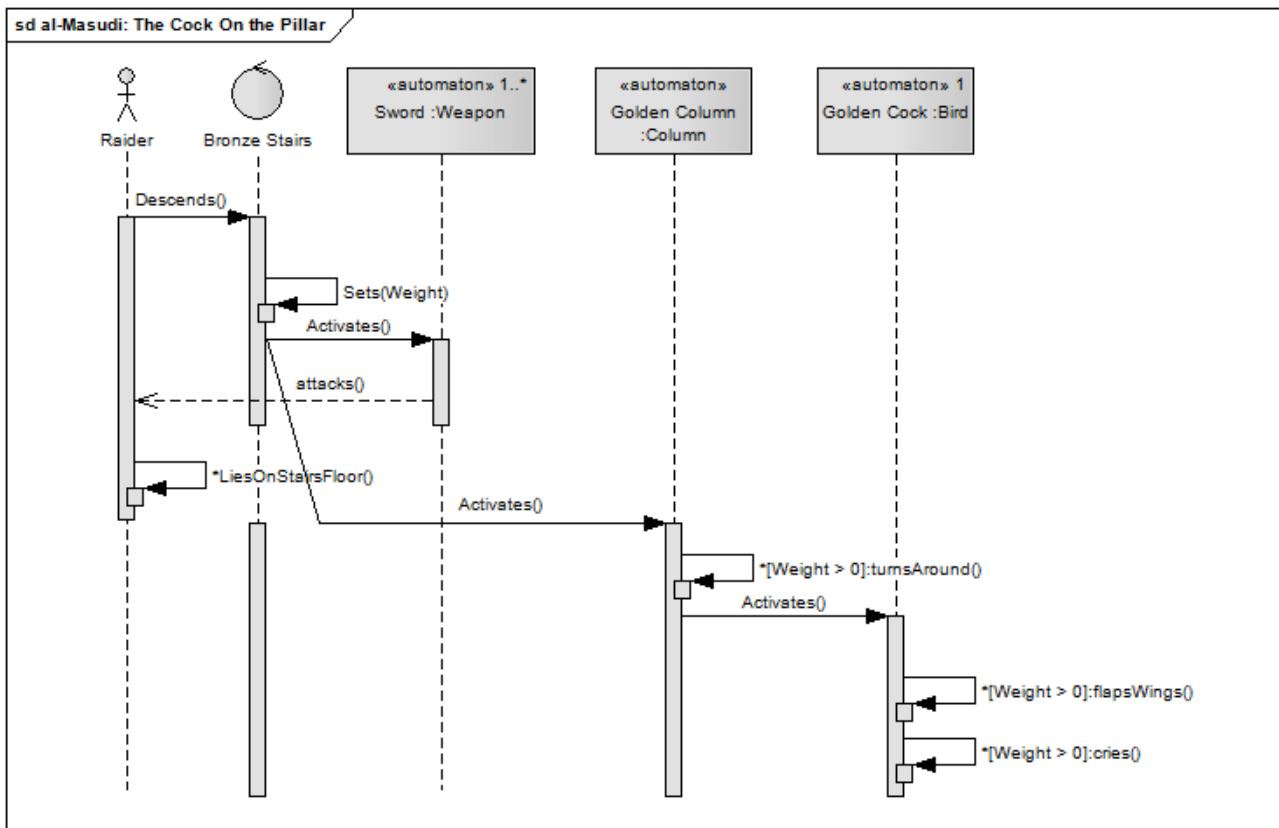 sd al-Masudi: The Cock On the Pillar
«automaton» 1..*
Sword :Weapon
«automaton»
Golden Column
:Column
«automaton» 1
Golden Cock :Bird
Raider
Bronze Stairs
Descends()
Sets(Weight)
Activates()
attacks()
*LiesOnStairsFloor()
Activates()
*[Weight > 0]:turnsAround()
Activates()
*[Weight > 0]:flapsWings()
*[Weight > 0]:cries()